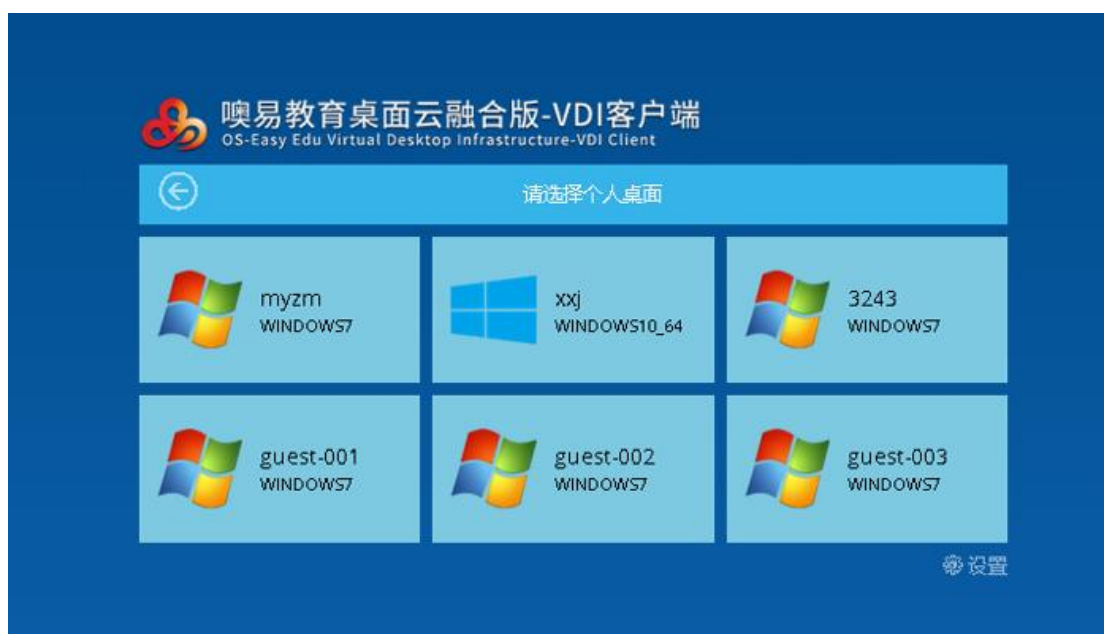 噢易教育桌面云融合版-VDI客户端
OS-Easy Edu Virtual Desktop Infrastructure-VDI Client
请选择个人桌面
myzm
WINDOWS7
xxj
WINDOWS10_64
3243
WINDOWS7
guest-001
WINDOWS7
guest-002
WINDOWS7
guest-003
WINDOWS7
设置